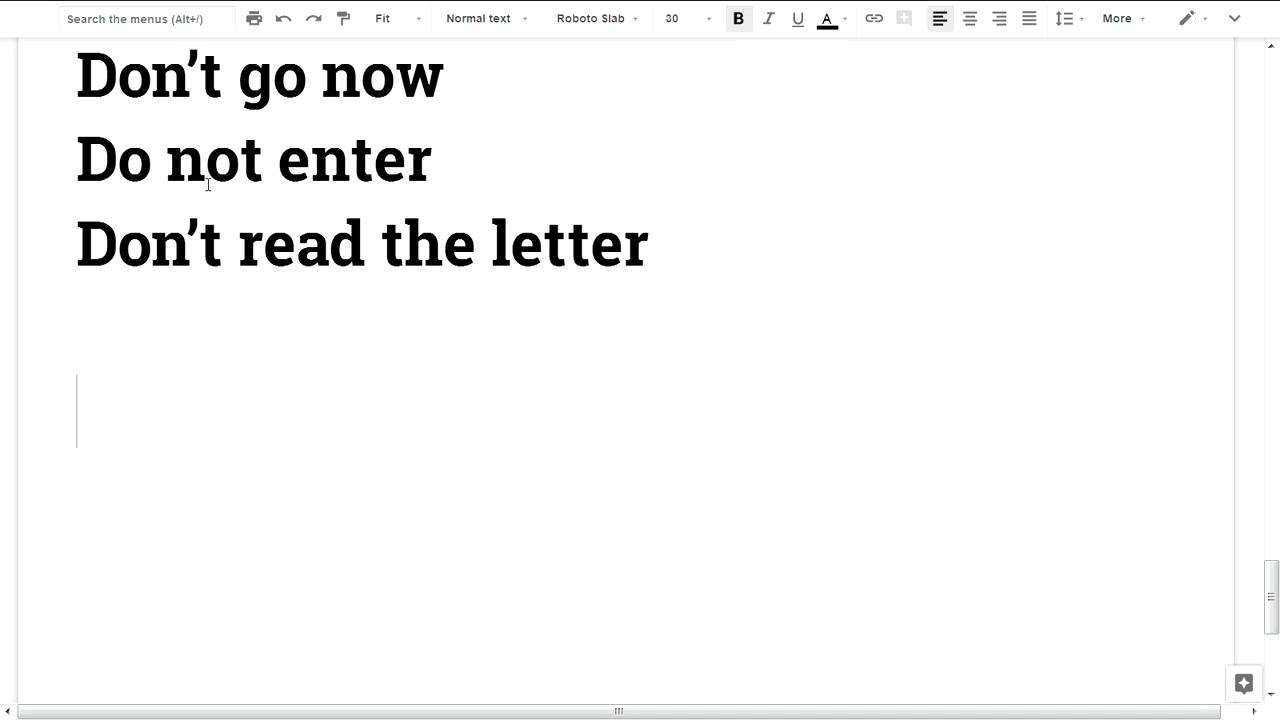 Search the menus (Alt+/) Fit Normal text Roboto Slab 30 B I U A More
Don’t go now
Do not enter
Don’t read the letter